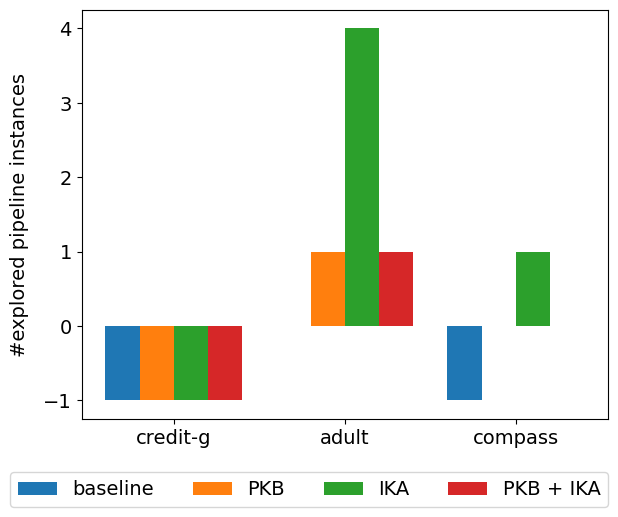 #explored pipeline instances
4
3
2
1
0
−1
credit-g adult compass
baseline PKB IKA PKB + IKA